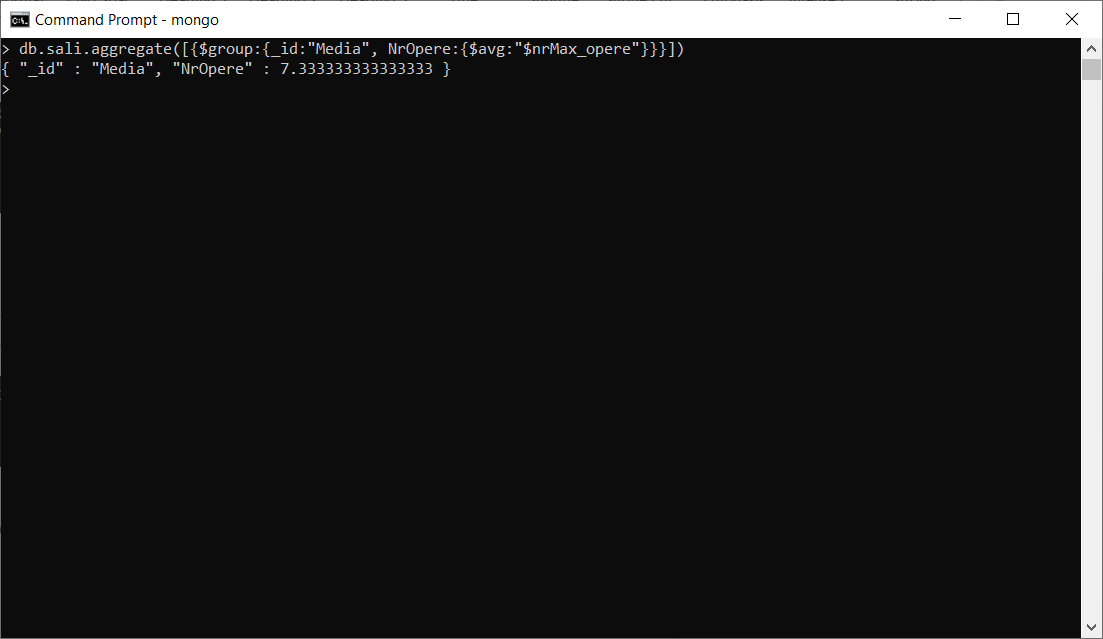 Command Prompt - mongo
> db.sali.aggregate([{$group:{_id:"Media", NrOpere:{$avg:"$nrMax_opere"}}}])
{ "_id" : "Media", "NrOpere" : 7.333333333333333 }
>